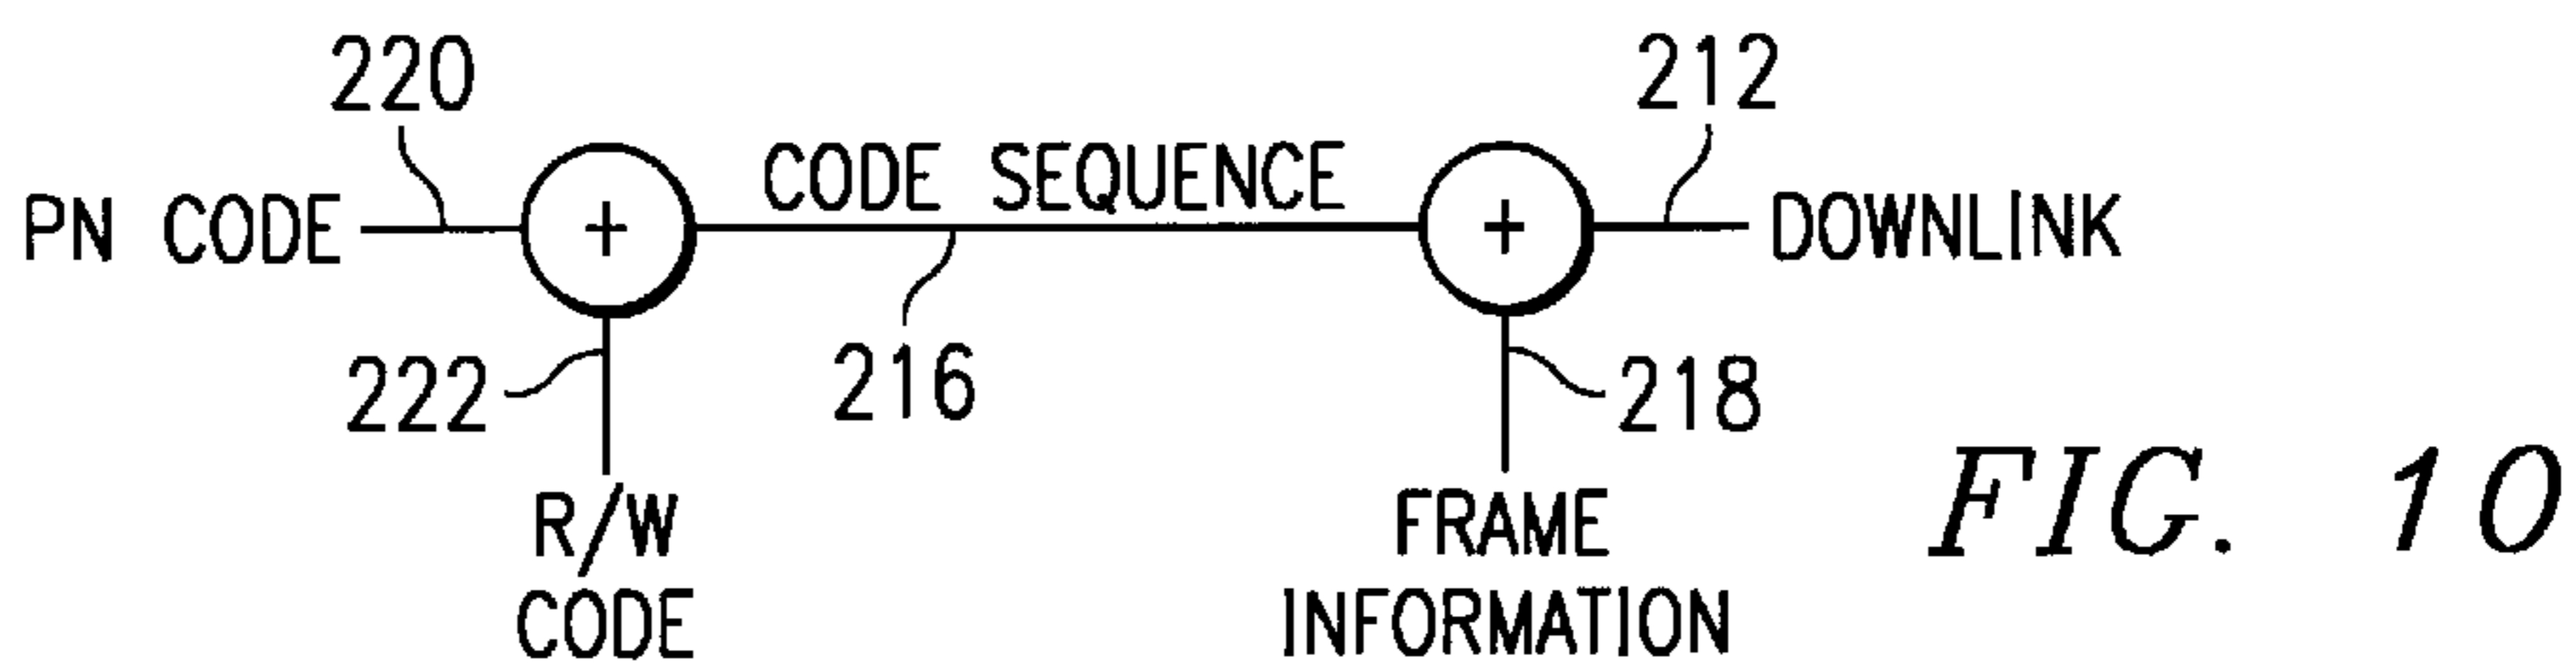 220
212
PN CODE
+
CODE SEQUENCE
+
DOWNLINK
222
216
218
R/W
CODE
FRAME
INFORMATION
FIG. 10